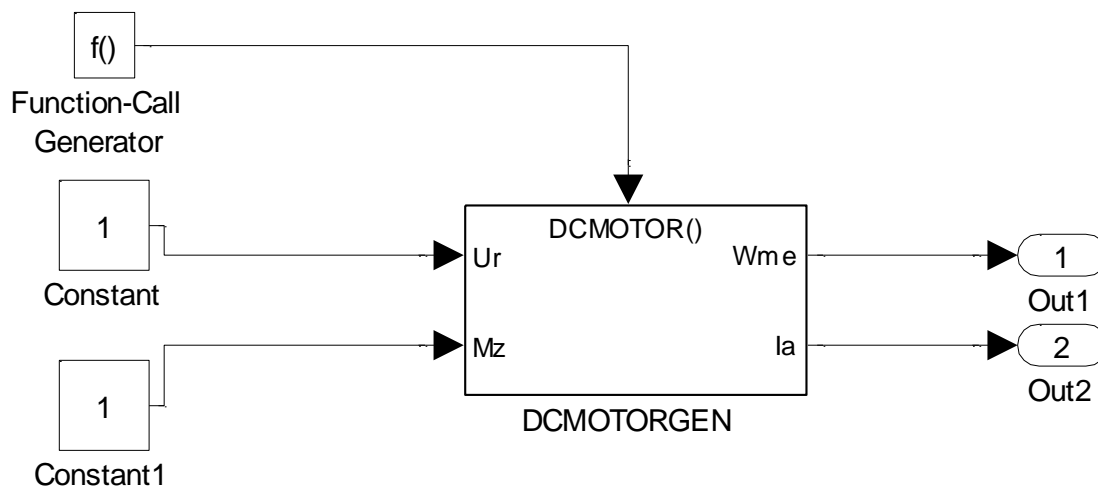 f()
Function-Call
Generator
1
Constant
1
Constant1
DCMOTOR()
Ur
Mz
Wme
Ia
DCMOTORGEN
1
Out1
2
Out2